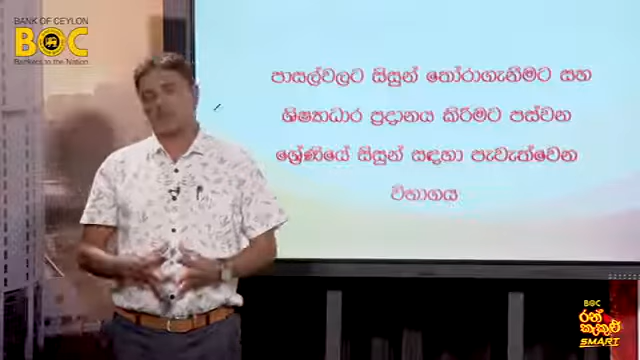 BANK OF CEYLON
BOC
Bankers to the Nation
පාසල්වලට සිසුන් තෝරාගැනීමට සහ
ශිෂ්‍යාධාර ප්‍රදානය කිරීමට පස්වන
ශ්‍රේණියේ සිසුන් සඳහා පැවැත්වෙන
විභාගය
BOC
රන්
කැකුළු
SMART